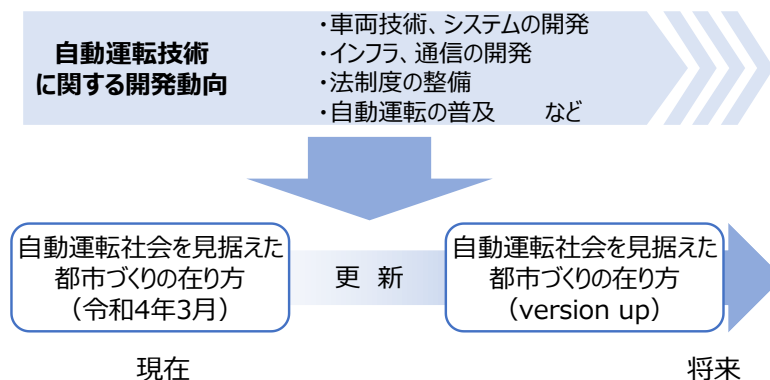 自動運転技術
に関する開発動向
・車両技術、システムの開発
・インフラ、通信の開発
・法制度の整備
・自動運転の普及　など
自動運転社会を見据えた
都市づくりの在り方
（令和4年3月）
更 新
自動運転社会を見据えた
都市づくりの在り方
（version up）
現在
将来